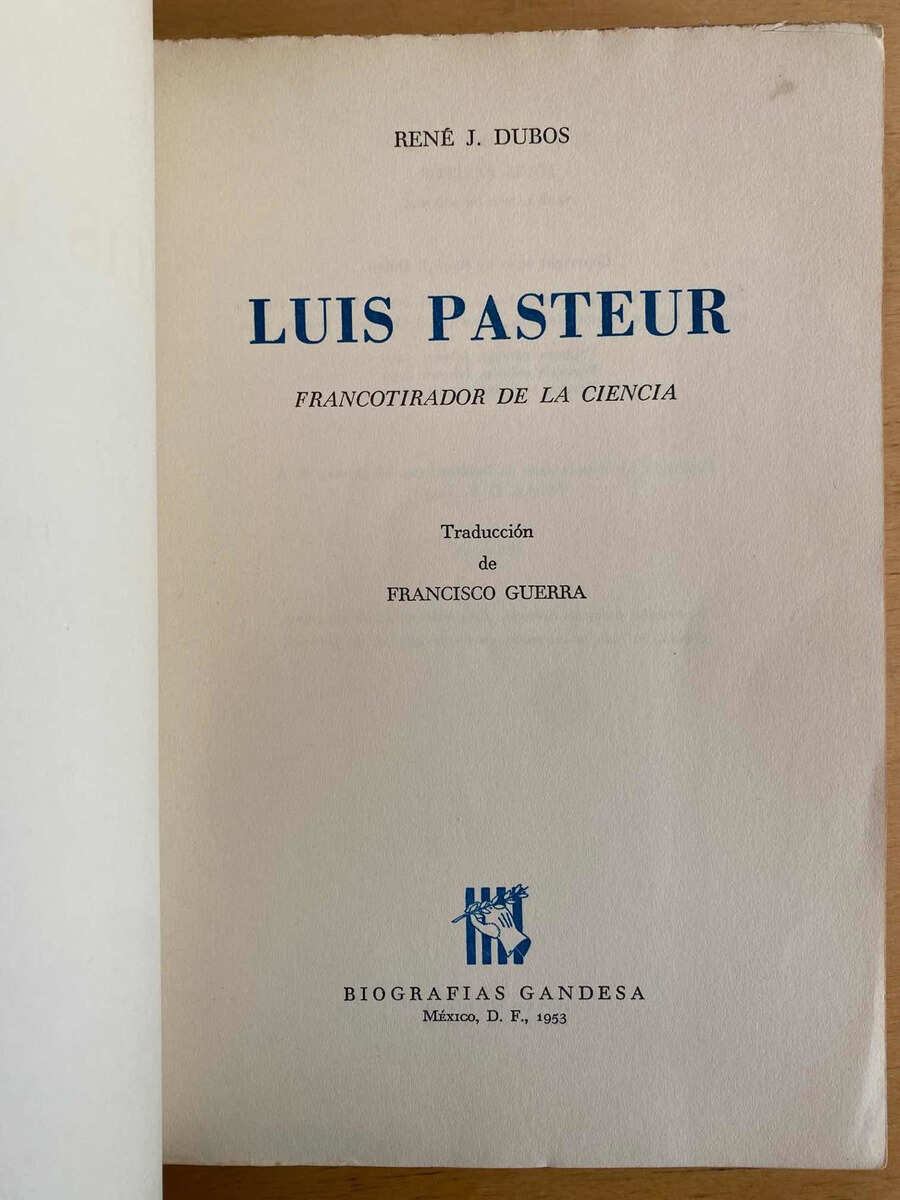 RENÉ J. DUBOS
LUIS PASTEUR
FRANCOTIRADOR DE LA CIENCIA
Traducción
de
FRANCISCO GUERRA
BIOGRAFIAS GANDESA
MÉXICO, D. F., 1953